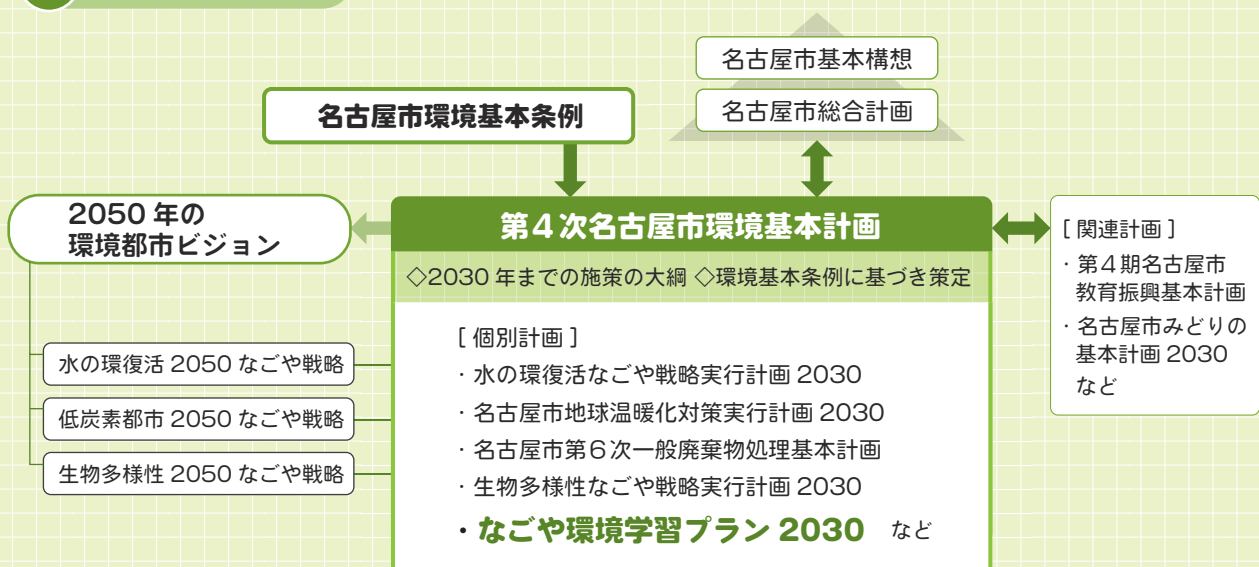 名古屋市基本構想
名古屋市総合計画
名古屋市環境基本条例
2050 年の
環境都市ビジョン
第4次名古屋市環境基本計画
◇2030 年までの施策の大綱 ◇環境基本条例に基づき策定
[ 関連計画 ]
・第4期名古屋市
教育振興基本計画
・名古屋市みどりの
基本計画 2030
など
水の環復活 2050 なごや戦略
低炭素都市 2050 なごや戦略
生物多様性 2050 なごや戦略
[ 個別計画 ]
・水の環復活なごや戦略実行計画 2030
・名古屋市地球温暖化対策実行計画 2030
・名古屋市第6次一般廃棄物処理基本計画
・生物多様性なごや戦略実行計画 2030
・なごや環境学習プラン 2030 など